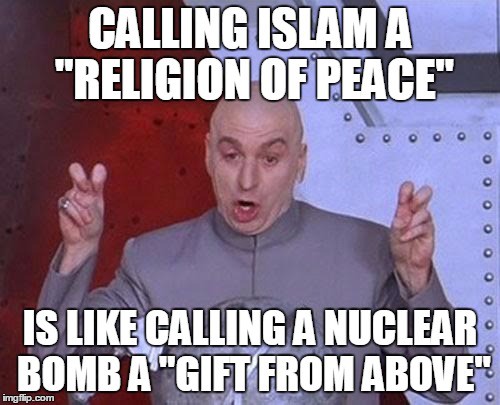 CALLING ISLAM A
"RELIGION OF PEACE"
IS LIKE CALLING A NUCLEAR
BOMB A "GIFT FROM ABOVE"
imgflip.com